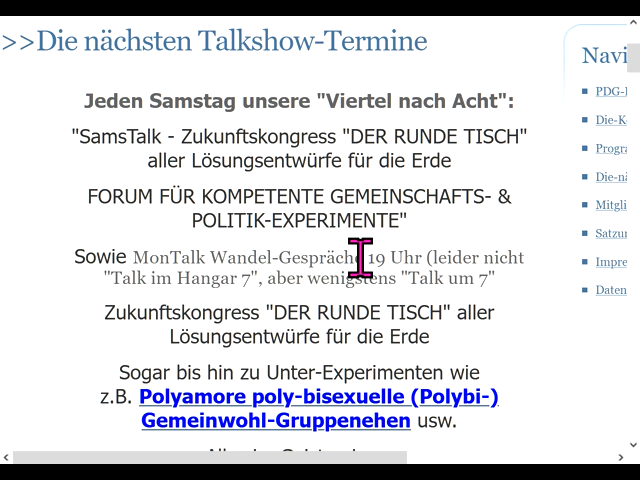 >>Die nächsten Talkshow-Termine
Navi
Jeden Samstag unsere "Viertel nach Acht":
"SamsTalk - Zukunftskongress "DER RUNDE TISCH"
aller Lösungsentwürfe für die Erde
FORUM FÜR KOMPETENTE GEMEINSCHAFTS- &
POLITIK-EXPERIMENTE"
Sowie MonTalk Wandel-Gespräche 19 Uhr (leider nicht
"Talk im Hangar 7", aber wenigstens "Talk um 7"
Zukunftskongress "DER RUNDE TISCH" aller
Lösungsentwürfe für die Erde
Sogar bis hin zu Unter-Experimenten wie
z.B. Polyamore poly-bisexuelle (Polybi-)
Gemeinwohl-Gruppenehen usw.
PDG-
Die-K
Progra
Die-nä
Mitgli
Satzu
Impre
Daten